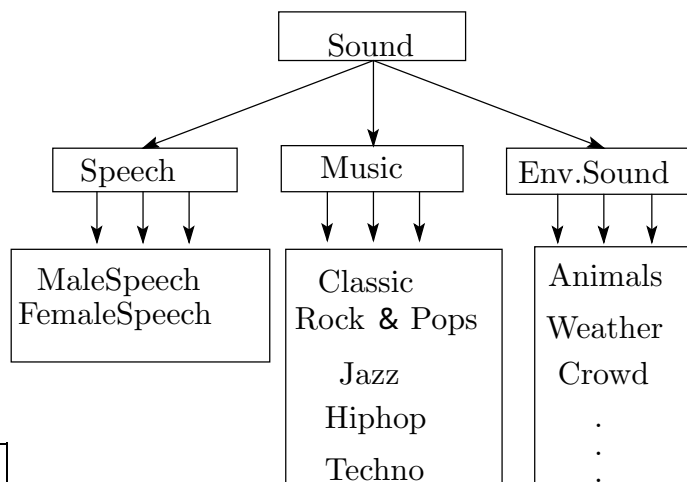 Sound
Speech
Music
Env.Sound
MaleSpeech
FemaleSpeech
Classic
Rock & Pops
Jazz
Hiphop
Techno
Animals
Weather
Crowd
.
.
.